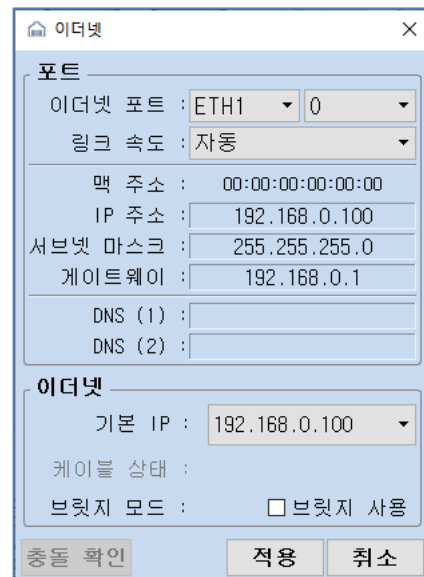 이더넷
포트
이더넷 포트 : ETH1 0
링크 속도 : 자동
맥 주소 : 00:00:00:00:00:00
IP 주소 : 192.168.0.100
서브넷 마스크 : 255.255.255.0
게이트웨이 : 192.168.0.1
DNS (1) :
DNS (2) :
이더넷
기본 IP : 192.168.0.100
케이블 상태 :
브릿지 모드 : 브릿지 사용
충돌 확인 적용 취소